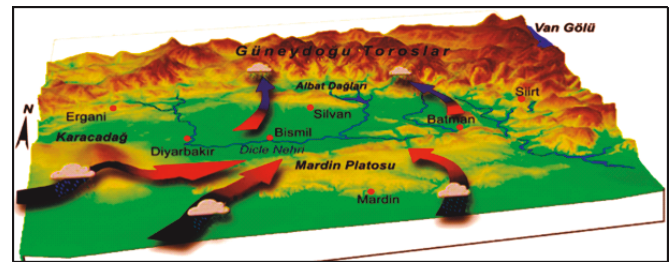 Van Gölü
Güneydoğu Toroslar
Albat Dağları
Siirt
N
Ergani
Silvan
Batman
Karacadağ
Bismil
Diyarbakır
Dicle Nehri
Mardin Platosu
Mardin